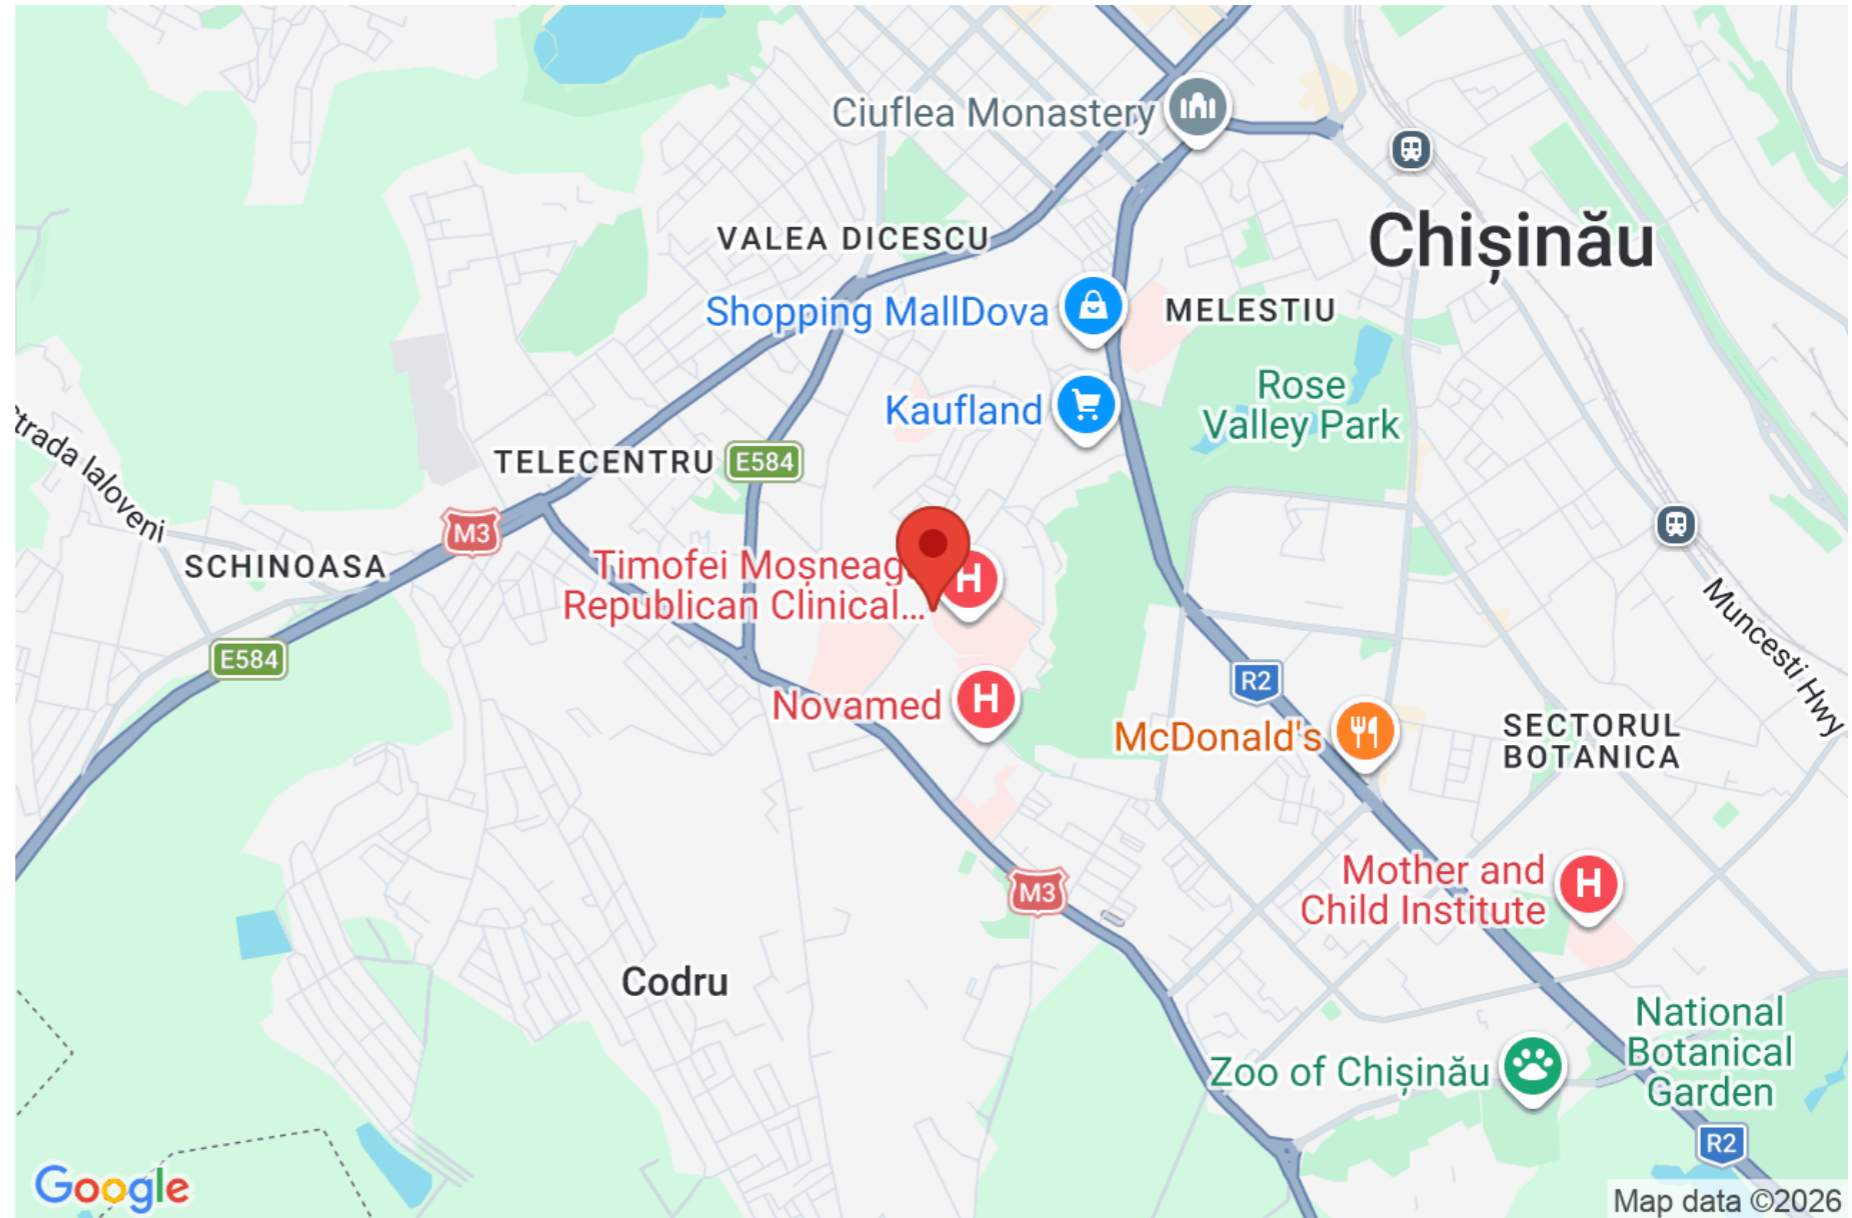 Ciuflea Monastery
Chișinău
VALEA DICESCU
Shopping MallDova
MELESTIU
Rose
Valley Park
Kaufland
TELECENTRU
E584
trada Ialoveni
M3
SCHINOASA
Timofei Moșneag
Republican Clinical...
H
Muncesti Hwy
E584
R2
Novamed
H
McDonald's
SECTORUL
BOTANICA
Mother and
Child Institute
H
M3
Codru
National
Botanical
Garden
Zoo of Chișinău
R2
Google
Map data ©2026